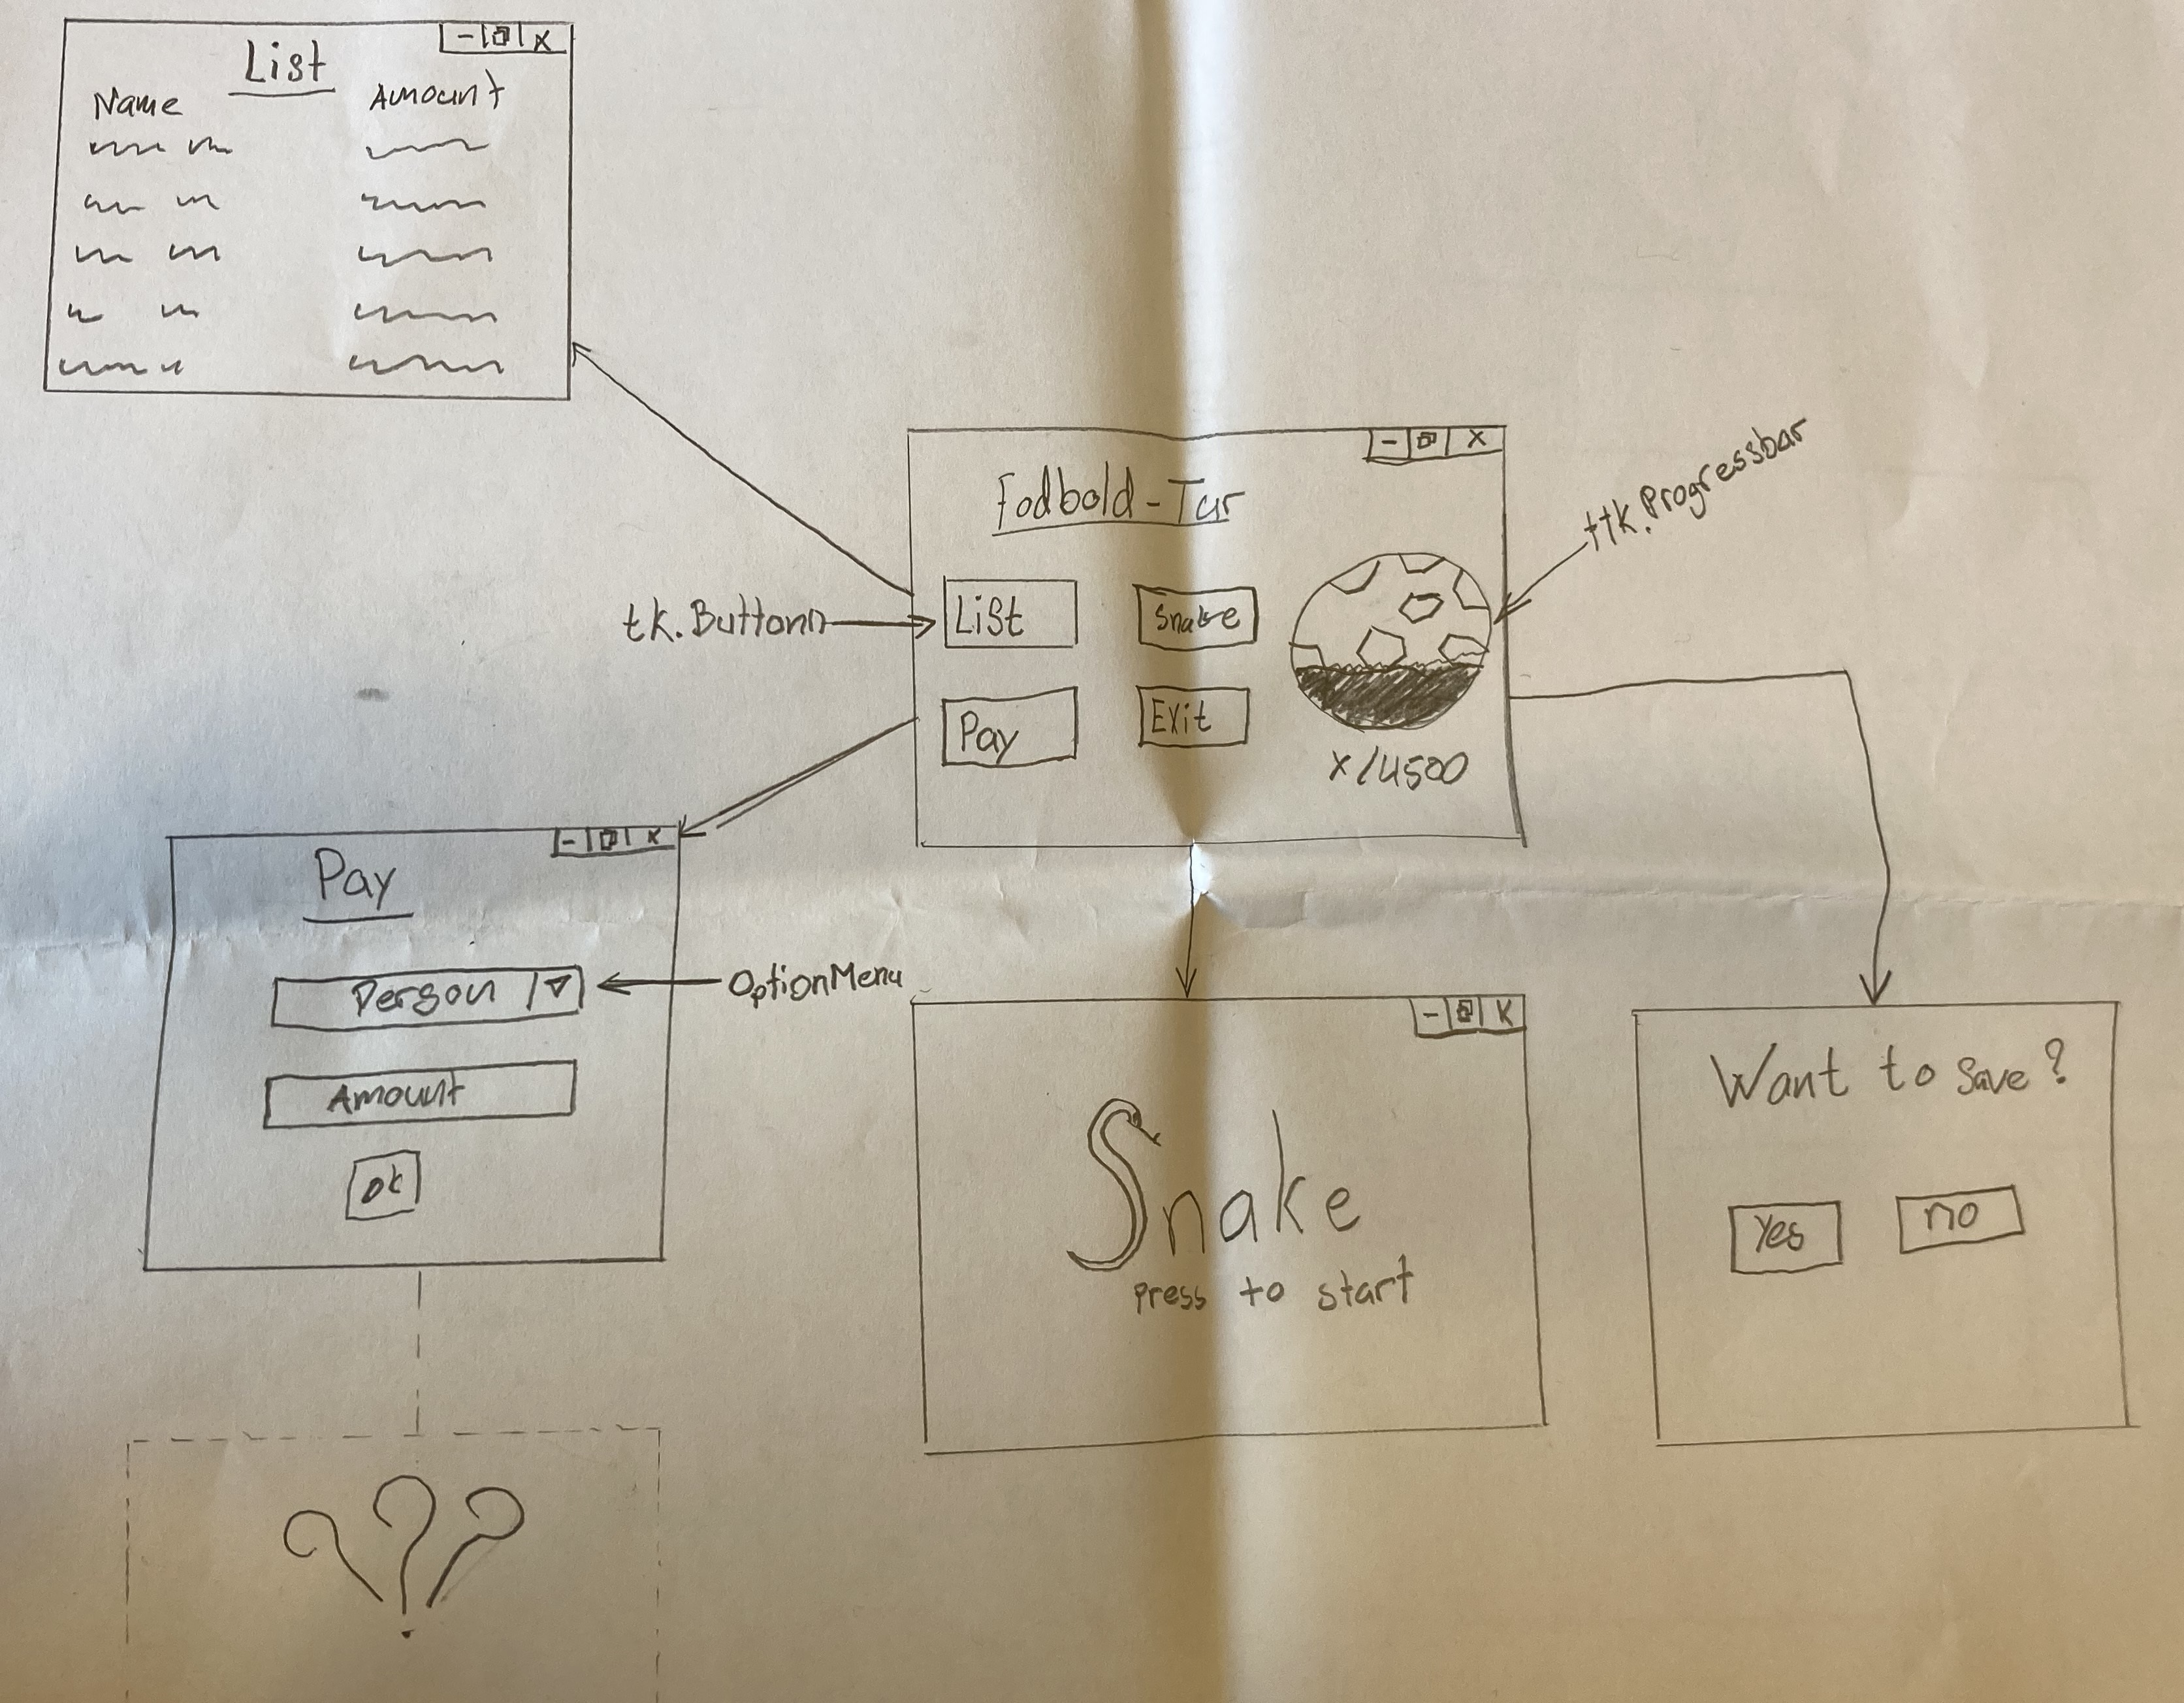 List
Name Amount
Fodbold-Tur
ttk.Progressbar
tk.Button
List
Snake
Pay
Exit
x/4500
Pay
Person
OptionMenu
Amount
ok
Snake
press to start
Want to save?
Yes
no
???